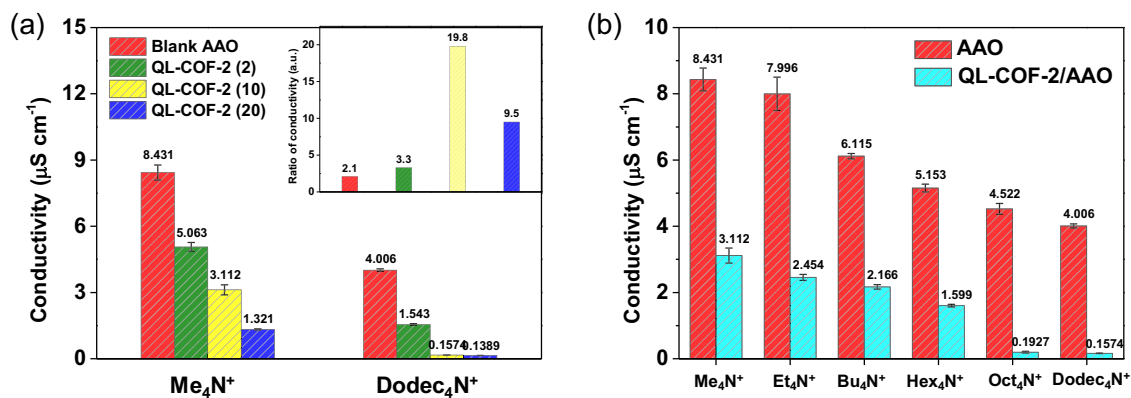 (a)
Conductivity (μS cm⁻¹)
15
12
9
6
3
0
Blank AAO
QL-COF-2 (2)
QL-COF-2 (10)
QL-COF-2 (20)
8.431
5.063
3.112
1.321
4.006
1.543
0.1574
0.1389
Me₄N⁺
Dodec₄N⁺
Ratio of conductivity (a.u.)
20
15
10
5
0
2.1
3.3
19.8
9.5
(b)
Conductivity (μS cm⁻¹)
10
8
6
4
2
0
AAO
QL-COF-2/AAO
8.431
3.112
7.996
2.454
6.115
2.166
5.153
1.599
4.522
0.1927
4.006
0.1574
Me₄N⁺
Et₄N⁺
Bu₄N⁺
Hex₄N⁺
Oct₄N⁺
Dodec₄N⁺